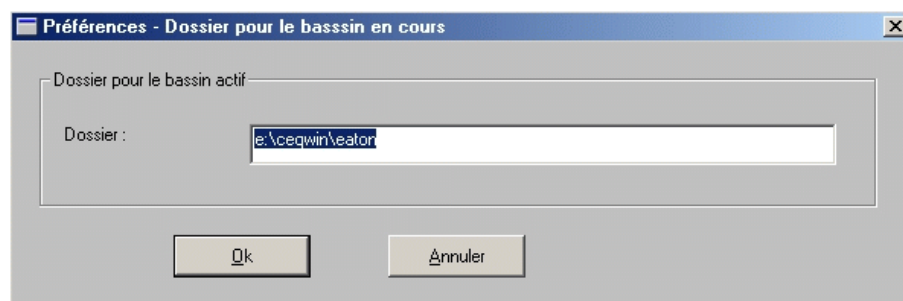 Préférences - Dossier pour le basssin en cours
Dossier pour le bassin actif
Dossier :
e:\ceqwin\eaton
Ok
Annuler